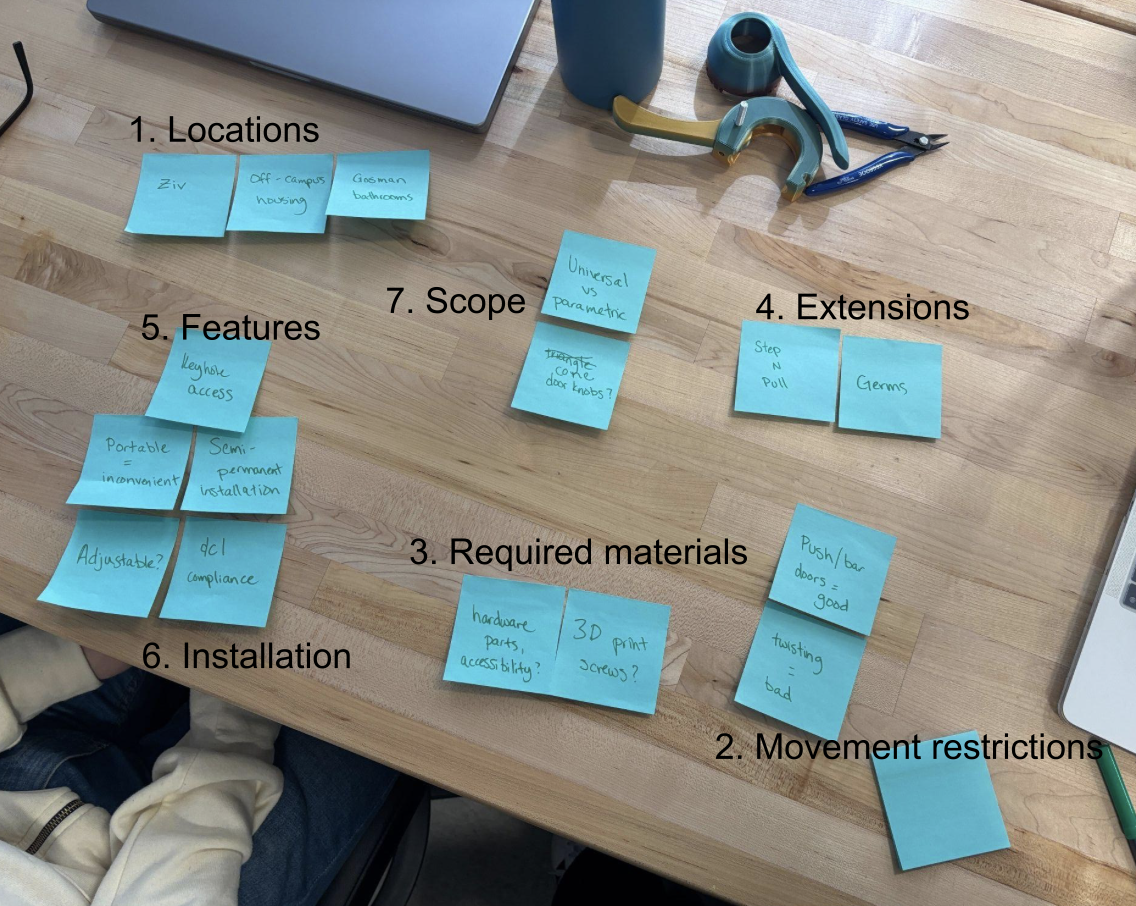 1. Locations
Ziv
Off-campus
housing
Gosman
bathrooms
7. Scope
Universal
vs
parametric
cone
door knobs?
4. Extensions
Step
N
Pull
Germs
5. Features
Keyhole
access
Portable
=
inconvenient
Semi-
permanent
installation
Adjustable?
dcl
compliance
6. Installation
3. Required materials
hardware
parts,
accessibility?
3D print
screws?
Push/bar
doors =
good
twisting
=
bad
2. Movement restrictions